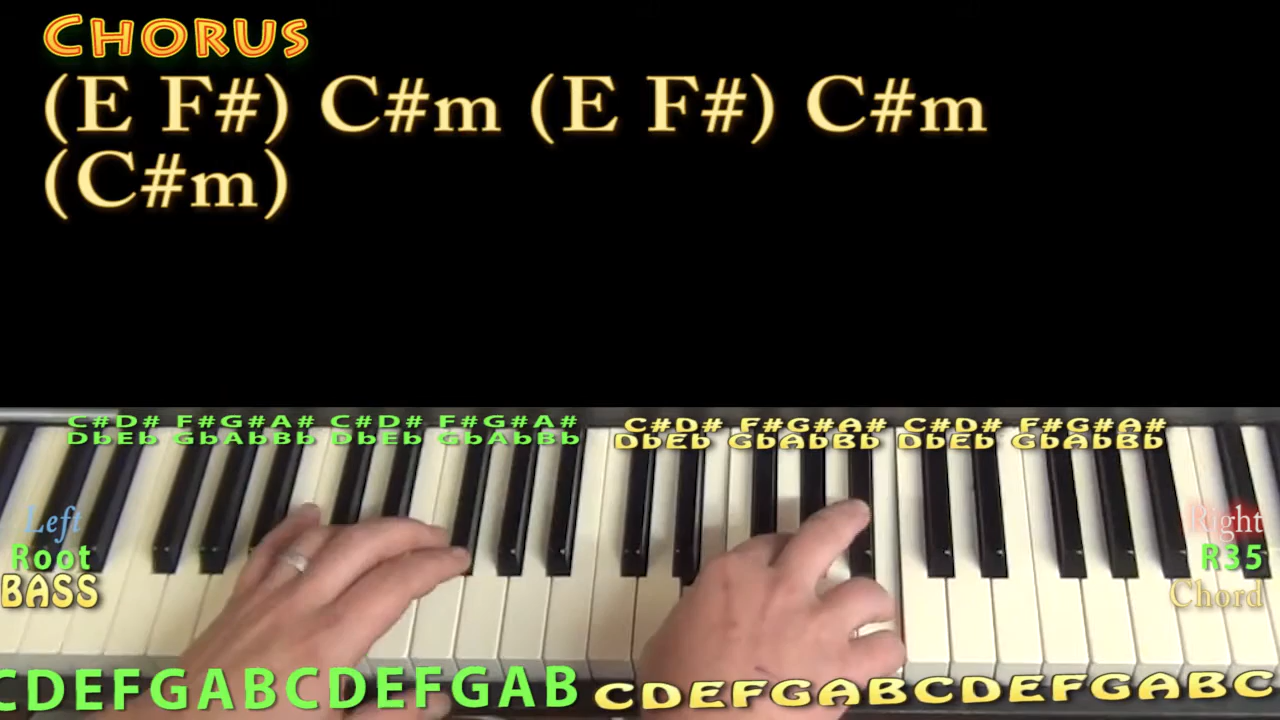 CHORUS
(E F#) C#m (E F#) C#m
(C#m)
C#D# F#G#A# C#D# F#G#A#
DbEb GbAbBb DbEb GbAbBb
C#D# F#G#A# C#D# F#G#A#
DbEb GbAbBb DbEb GbAbBb
Left
Root
BASS
Right
R35
Chord
CDEFGABCDEFGAB
CDEFGABCDEFGABC